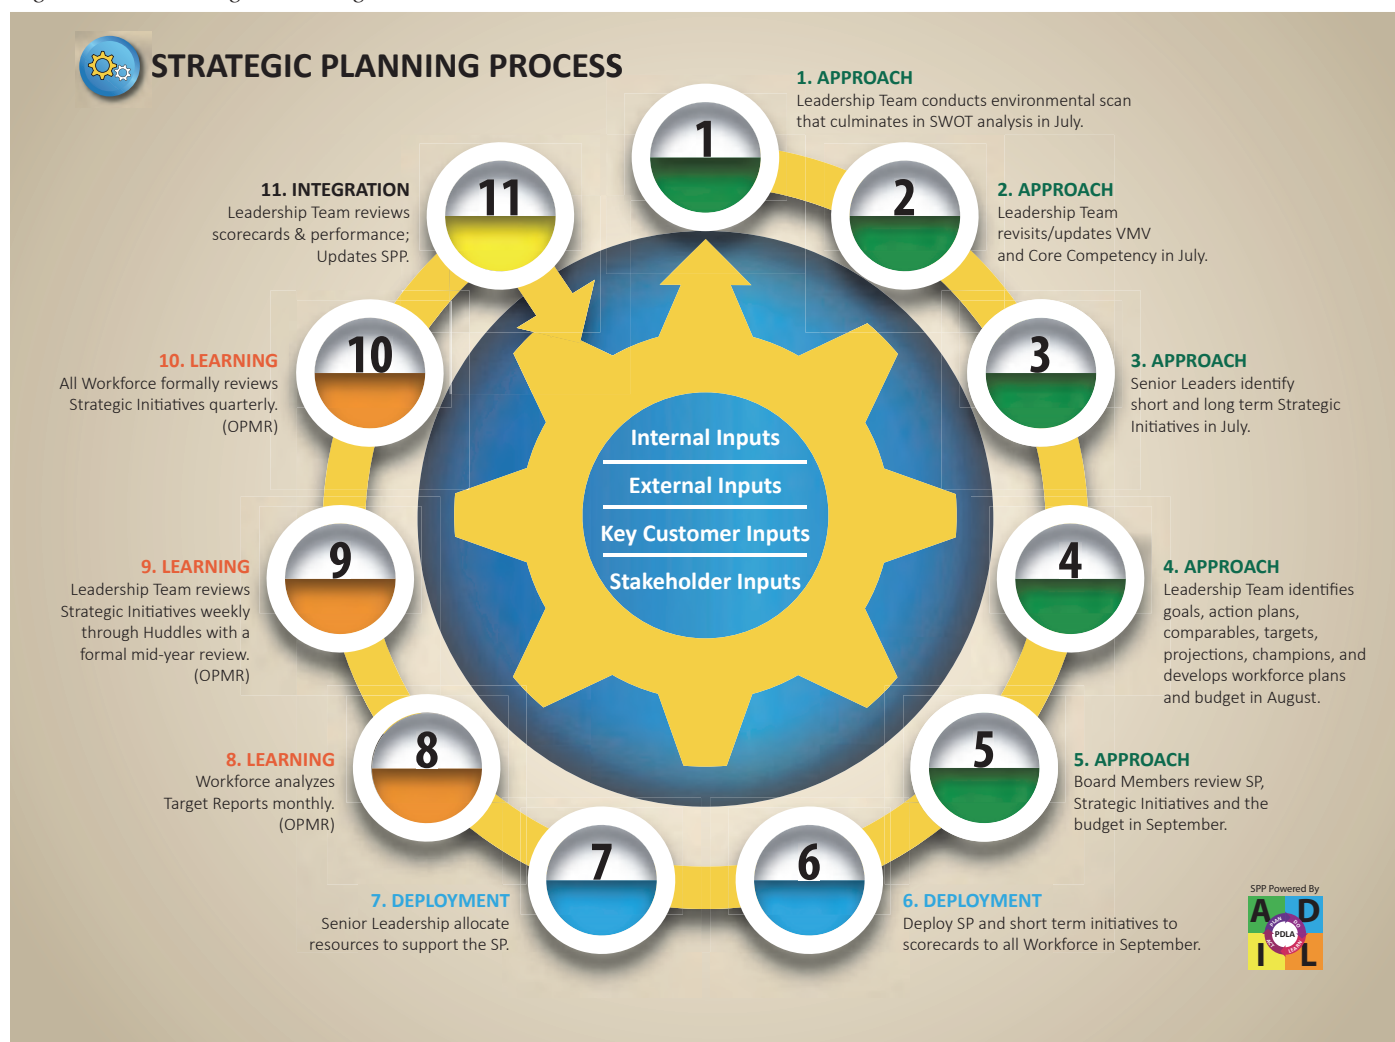 STRATEGIC PLANNING PROCESS
1
1. APPROACH
Leadership Team conducts environmental scan
that culminates in SWOT analysis in July.
2
2. APPROACH
Leadership Team
revisits/updates VMV
and Core Competency in July.
3
3. APPROACH
Senior Leaders identify
short and long term Strategic
Initiatives in July.
4
4. APPROACH
Leadership Team identifies
goals, action plans,
comparables, targets,
projections, champions, and
develops workforce plans
and budget in August.
5
5. APPROACH
Board Members review SP,
Strategic Initiatives and the
budget in September.
6
6. DEPLOYMENT
Deploy SP and short term initiatives to
scorecards to all Workforce in September.
7
7. DEPLOYMENT
Senior Leadership allocate
resources to support the SP.
8
8. LEARNING
Workforce analyzes
Target Reports monthly.
(OPMR)
9
9. LEARNING
Leadership Team reviews
Strategic Initiatives weekly
through Huddles with a
formal mid-year review.
(OPMR)
10
10. LEARNING
All Workforce formally reviews
Strategic Initiatives quarterly.
(OPMR)
11
11. INTEGRATION
Leadership Team reviews
scorecards & performance;
Updates SPP.
Internal Inputs
External Inputs
Key Customer Inputs
Stakeholder Inputs
SPP Powered By
A D
PLAN DO
PDLA
ACT LEARN
I L